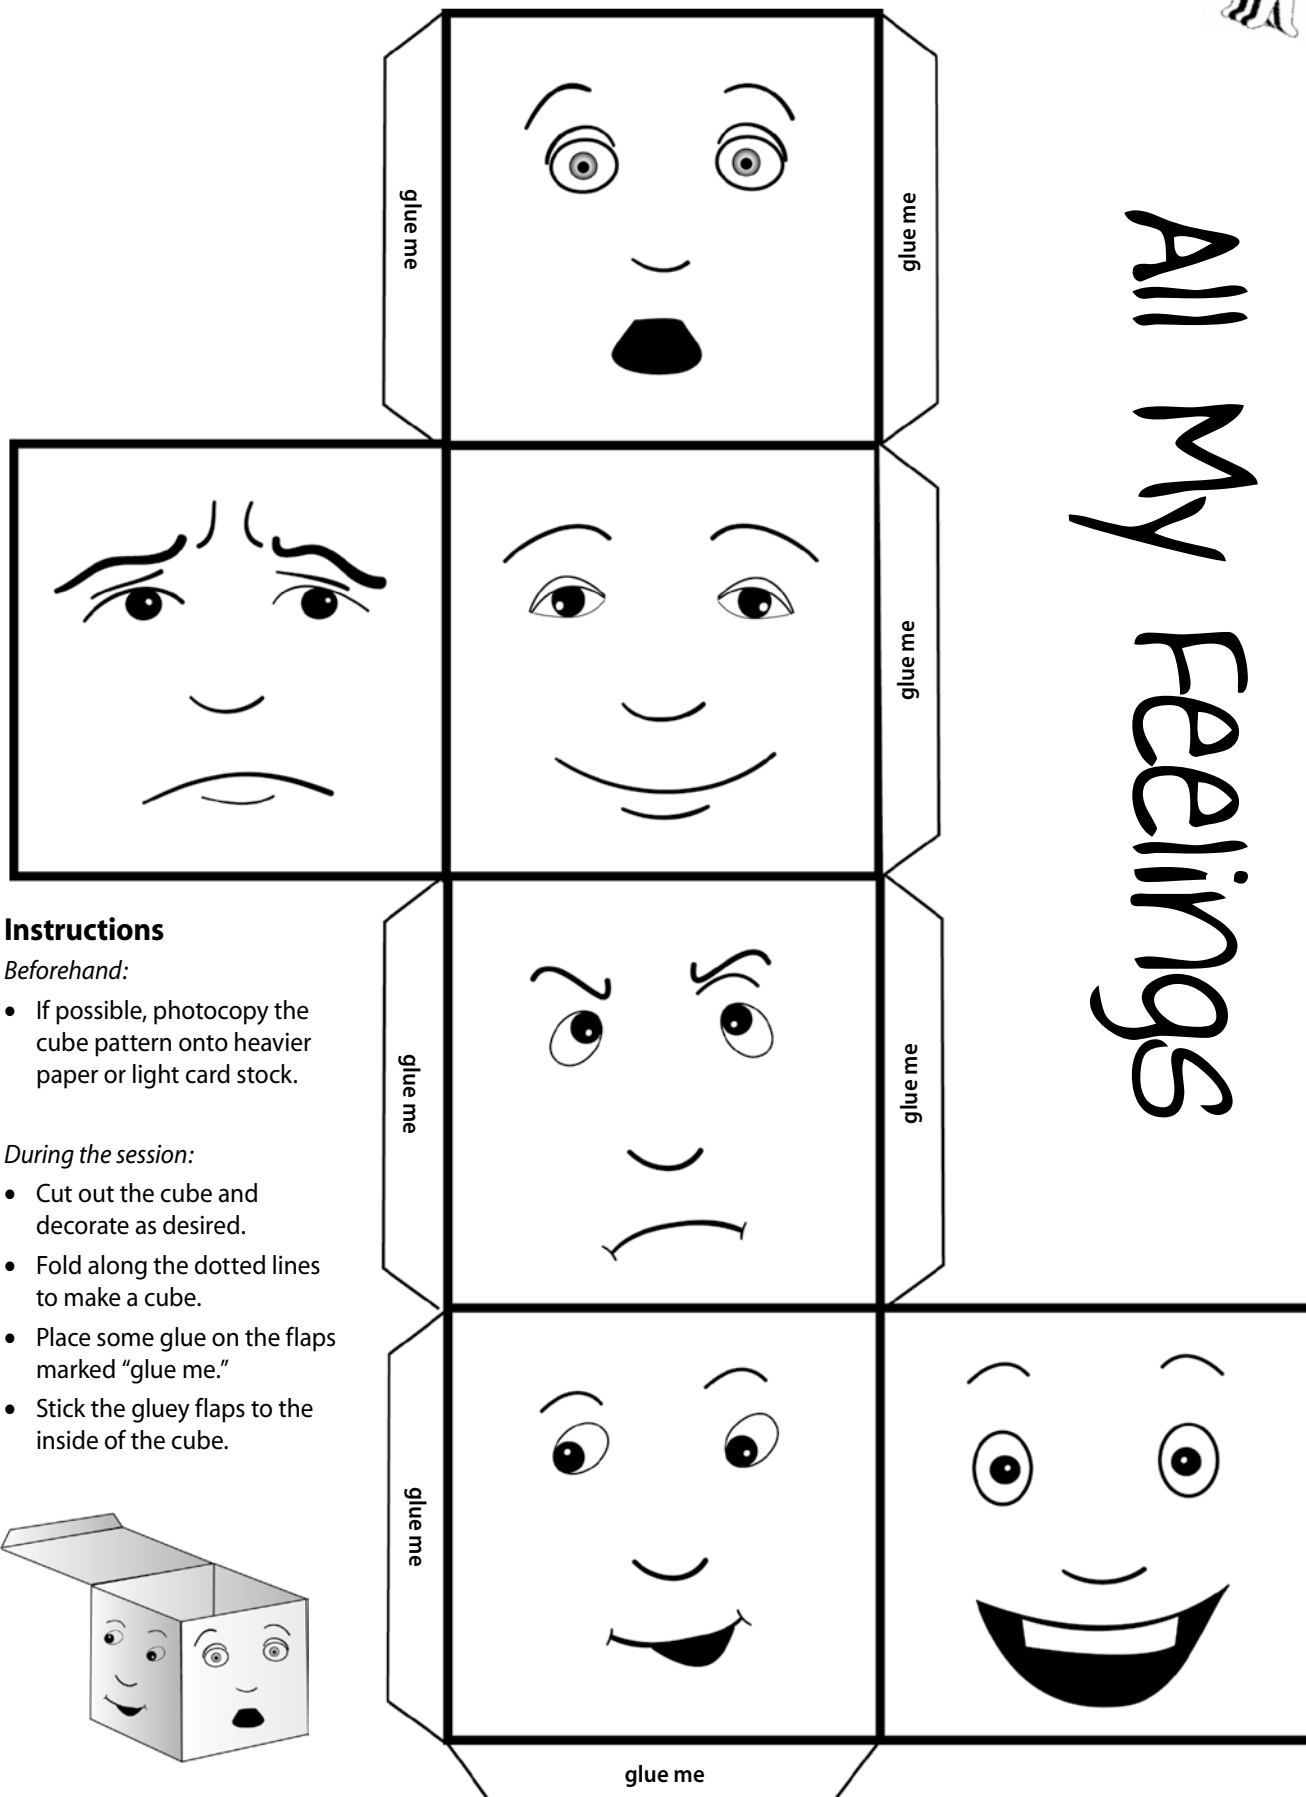 glue me
glue me
All My Feelings
glue me
Instructions
Beforehand:
• If possible, photocopy the
cube pattern onto heavier
paper or light card stock.
During the session:
• Cut out the cube and
decorate as desired.
• Fold along the dotted lines
to make a cube.
• Place some glue on the flaps
marked “glue me.”
• Stick the gluey flaps to the
inside of the cube.
glue me
glue me
glue me
glue me